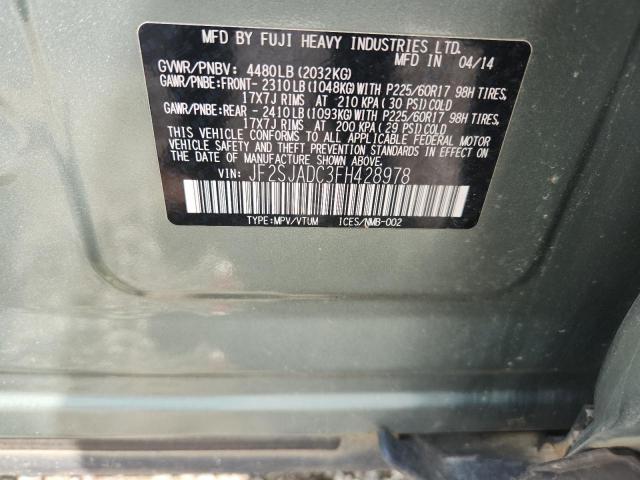 MFD BY FUJI HEAVY INDUSTRIES LTD.
MFD IN 04/14
GVWR/PNBV: 4480LB (2032KG)
GAWR/PNBE:FRONT- 2310LB(1048KG)WITH P225/60R17 98H TIRES,
17X7J RIMS AT 210 KPA( 30 PSI) COLD
GAWR/PNBE:REAR - 2410LB(1093KG)WITH P225/60R17 98H TIRES,
17X7J RIMS AT 200 KPA( 29 PSI) COLD
THIS VEHICLE CONFORMS TO ALL APPLICABLE FEDERAL MOTOR
VEHICLE SAFETY, BUMPER, AND THEFT PREVENTION STANDARDS
IN EFFECT ON THE DATE OF MANUFACTURE SHOWN ABOVE.
VIN: JF2SJADC3FH428978
TYPE:MPV/VTUM ICES/NMB-002